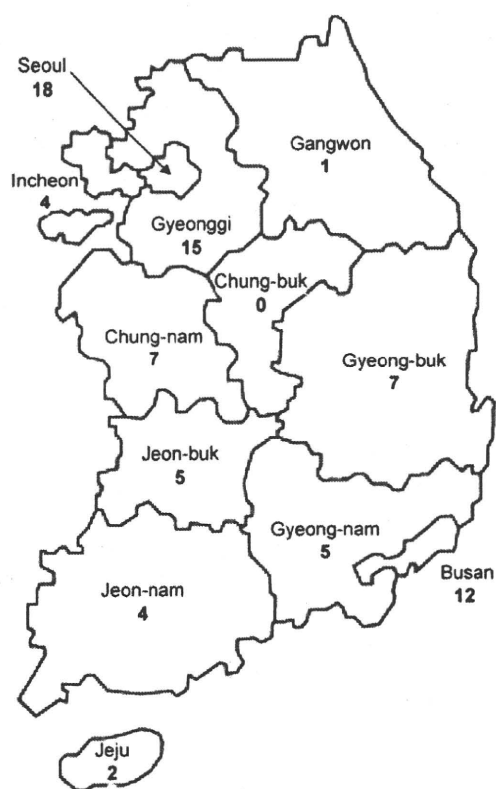 Seoul
18
Gangwon
1
Incheon
4
Gyeonggi
15
Chung-buk
0
Chung-nam
7
Gyeong-buk
7
Jeon-buk
5
Gyeong-nam
5
Busan
12
Jeon-nam
4
Jeju
2